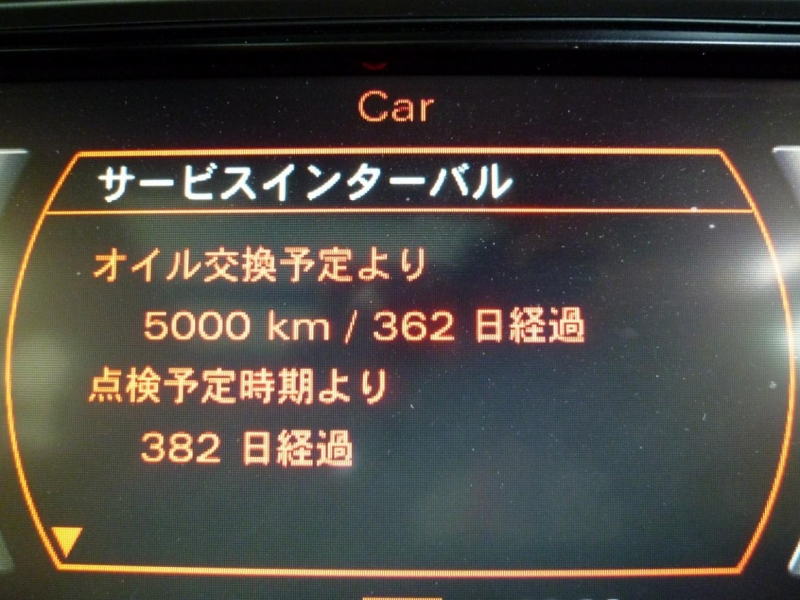 Car
サービスインターバル
オイル交換予定より
5000 km / 362 日経過
点検予定時期より
382 日経過